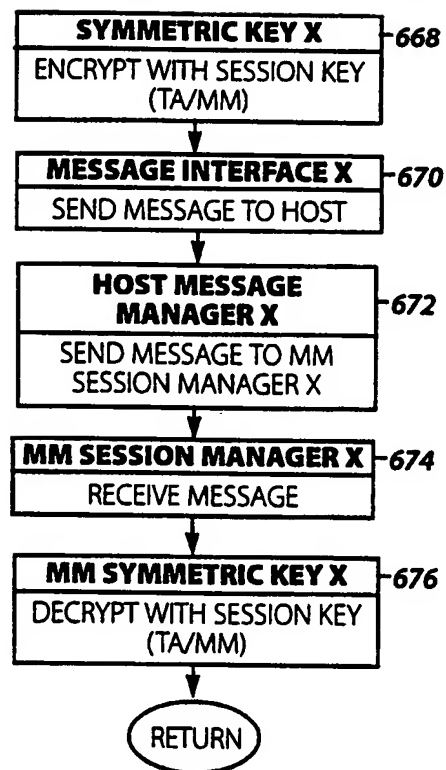 SYMMETRIC KEY X
668
ENCRYPT WITH SESSION KEY
(TA/MM)
MESSAGE INTERFACE X
670
SEND MESSAGE TO HOST
HOST MESSAGE
MANAGER X
672
SEND MESSAGE TO MM
SESSION MANAGER X
MM SESSION MANAGER X
674
RECEIVE MESSAGE
MM SYMMETRIC KEY X
676
DECRYPT WITH SESSION KEY
(TA/MM)
RETURN